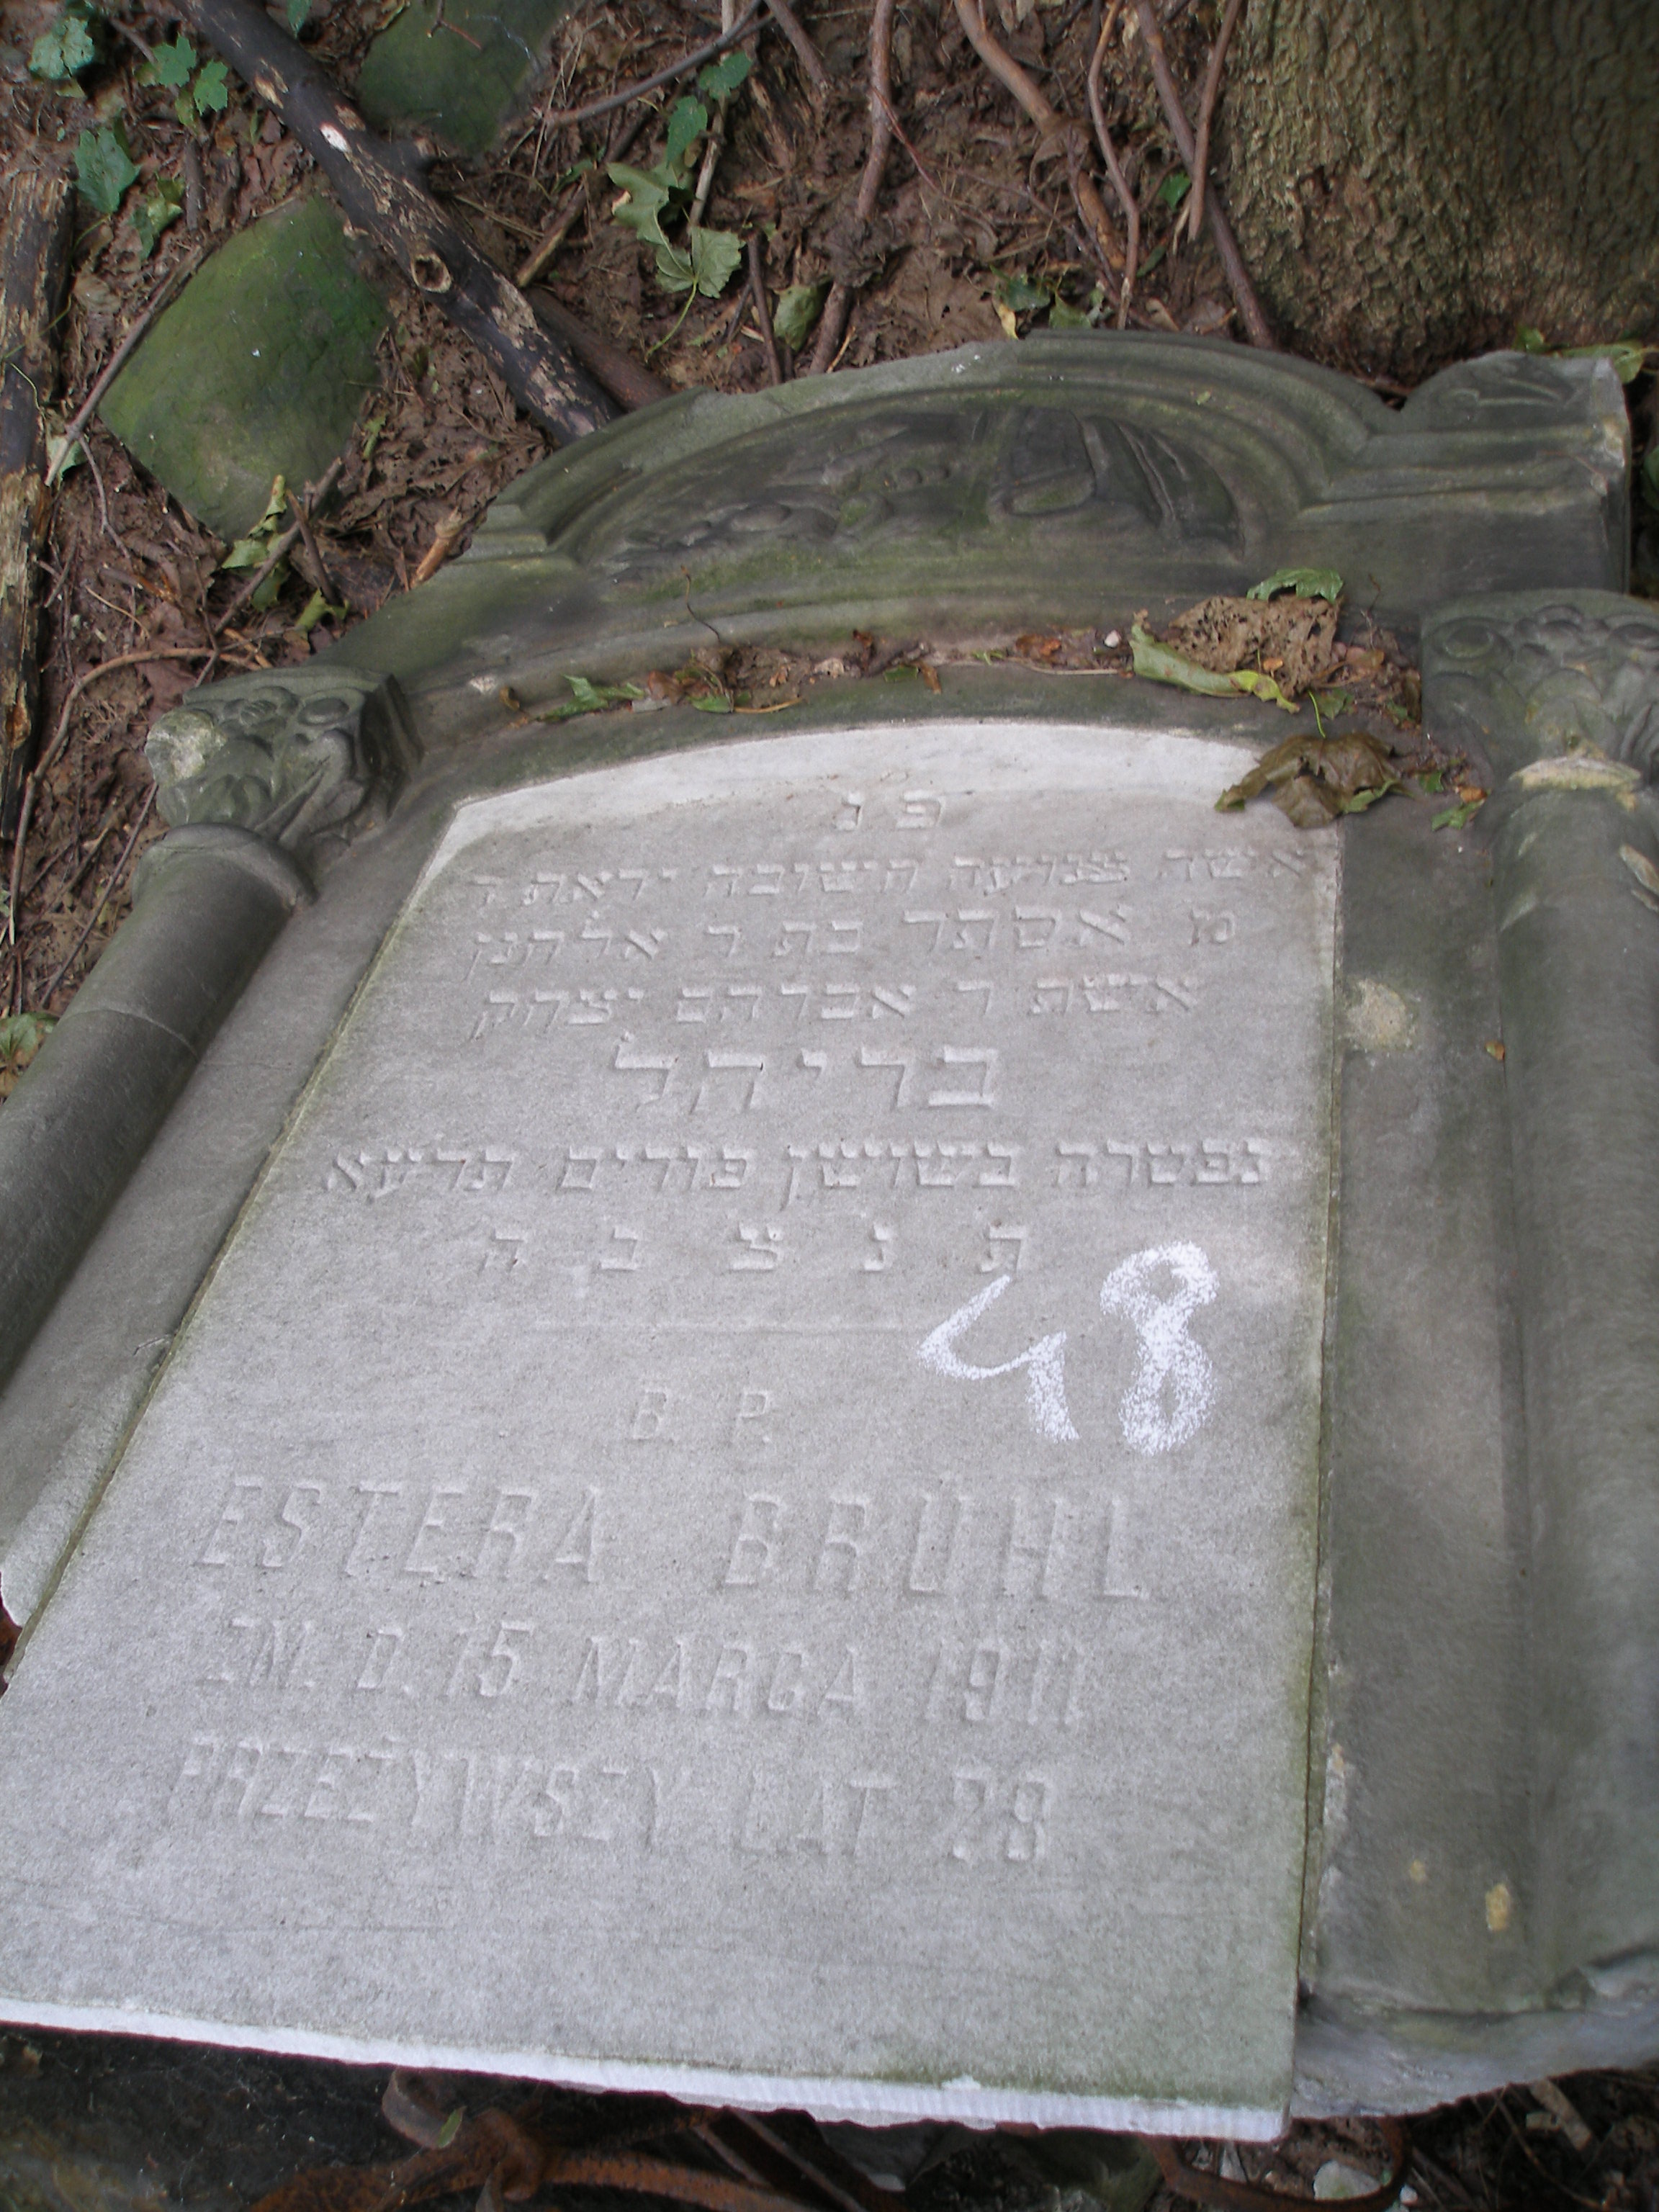 פ נ
אשה צנועה חשובה יראת ד
מ אסתר בת ר אלחנן
אשת ר אברהם יצחק
בריהל
נפטרה בשושן פורים תרעא
ת נ צ ב ה
48
B. P.
ESTERA BRÜHL
ZM. D. 15 MARCA 1911
PRZEŻYWSZY LAT 28